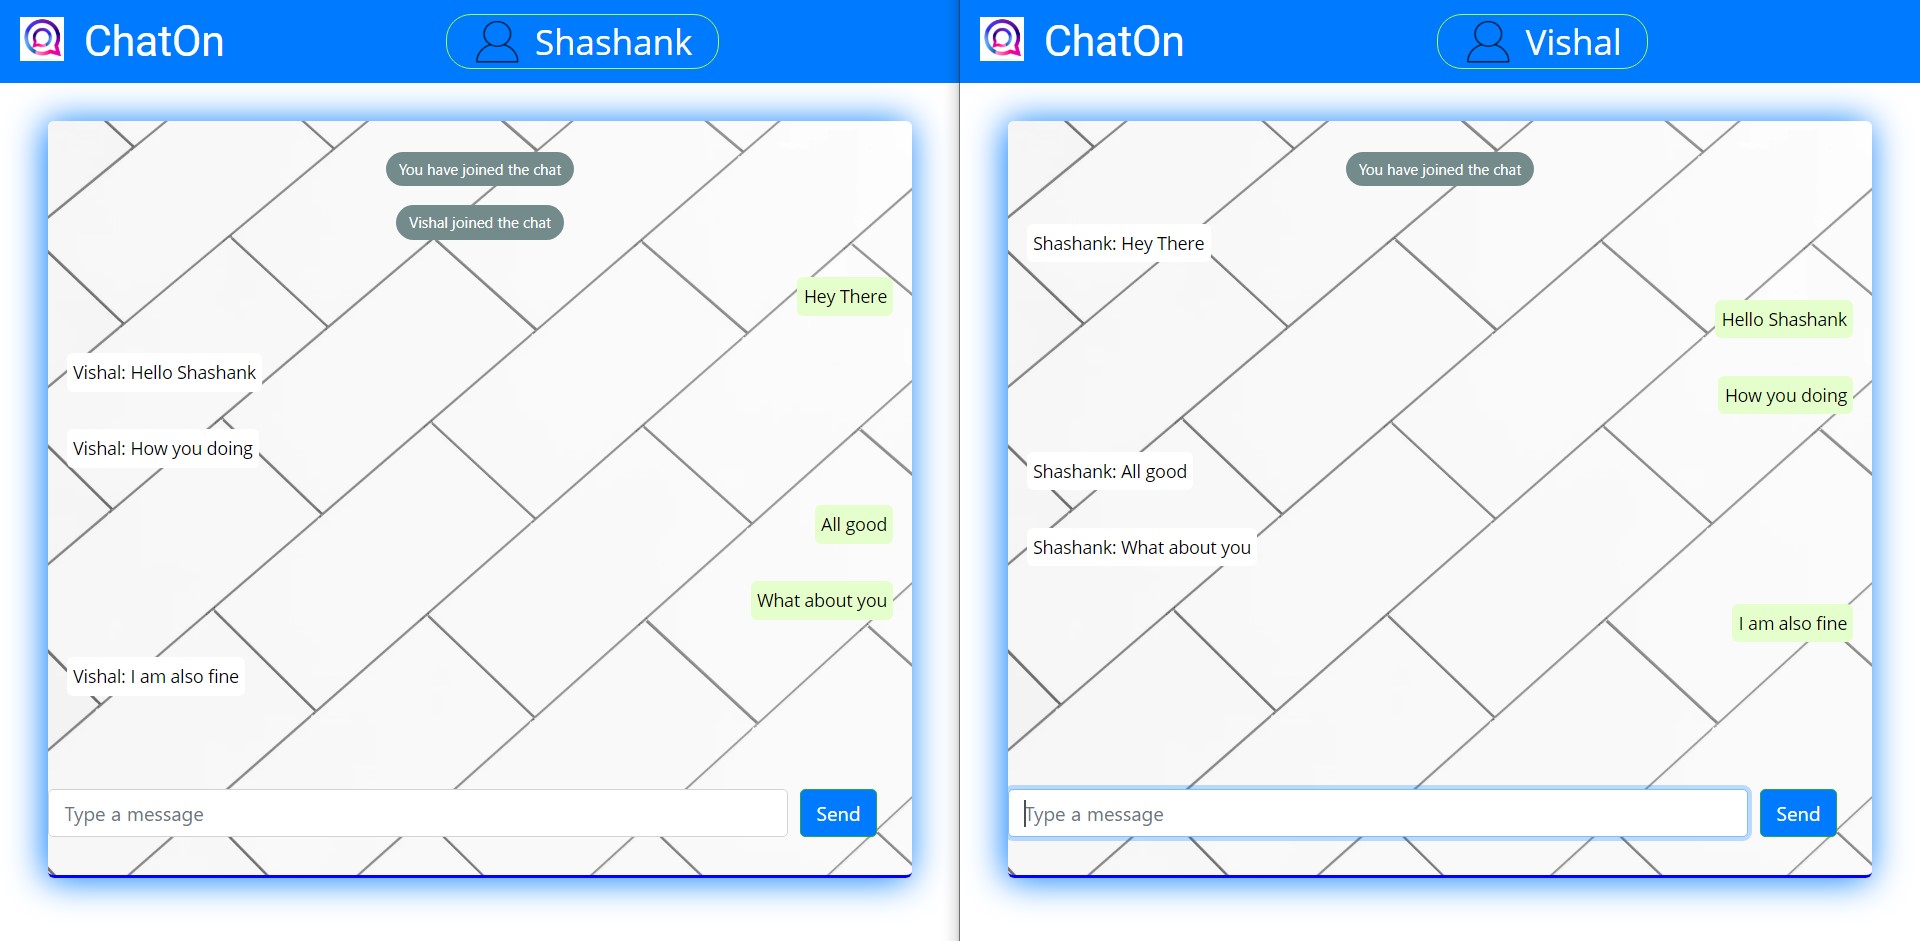 ChatOn
Shashank
You have joined the chat
Vishal joined the chat
Hey There
Vishal: Hello Shashank
Vishal: How you doing
All good
What about you
Vishal: I am also fine
Type a message
Send
ChatOn
Vishal
You have joined the chat
Shashank: Hey There
Hello Shashank
How you doing
Shashank: All good
Shashank: What about you
I am also fine
Type a message
Send